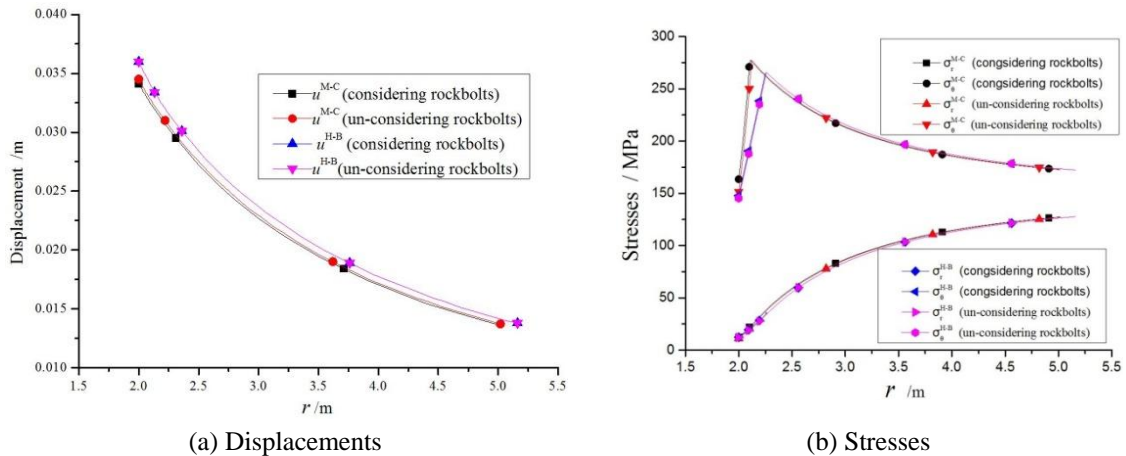 0.040
0.035
0.030
0.025
0.020
0.015
0.010
Displacement /m
u^M-C (considering rockbolts)
u^M-C (un-considering rockbolts)
u^H-B (considering rockbolts)
u^H-B (un-considering rockbolts)
1.5 2.0 2.5 3.0 3.5 4.0 4.5 5.0 5.5
r /m
(a) Displacements
300
250
200
150
100
50
0
Stresses / MPa
σ_r^M-C (congsidering rockbolts)
σ_θ^M-C (congsidering rockbolts)
σ_r^M-C (un-considering rockbolts)
σ_θ^M-C (un-considering rockbolts)
σ_r^H-B (congsidering rockbolts)
σ_θ^H-B (congsidering rockbolts)
σ_r^H-B (un-considering rockbolts)
σ_θ^H-B (un-considering rockbolts)
1.5 2.0 2.5 3.0 3.5 4.0 4.5 5.0 5.5
r /m
(b) Stresses